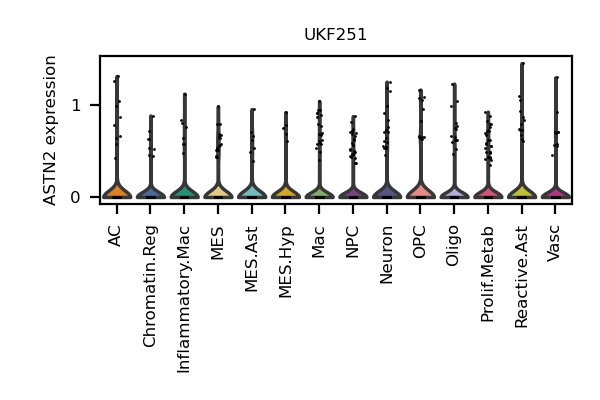 UKF251
ASTN2 expression
1
0
AC
Chromatin.Reg
Inflammatory.Mac
MES
MES.Ast
MES.Hyp
Mac
NPC
Neuron
OPC
Oligo
Prolif.Metab
Reactive.Ast
Vasc